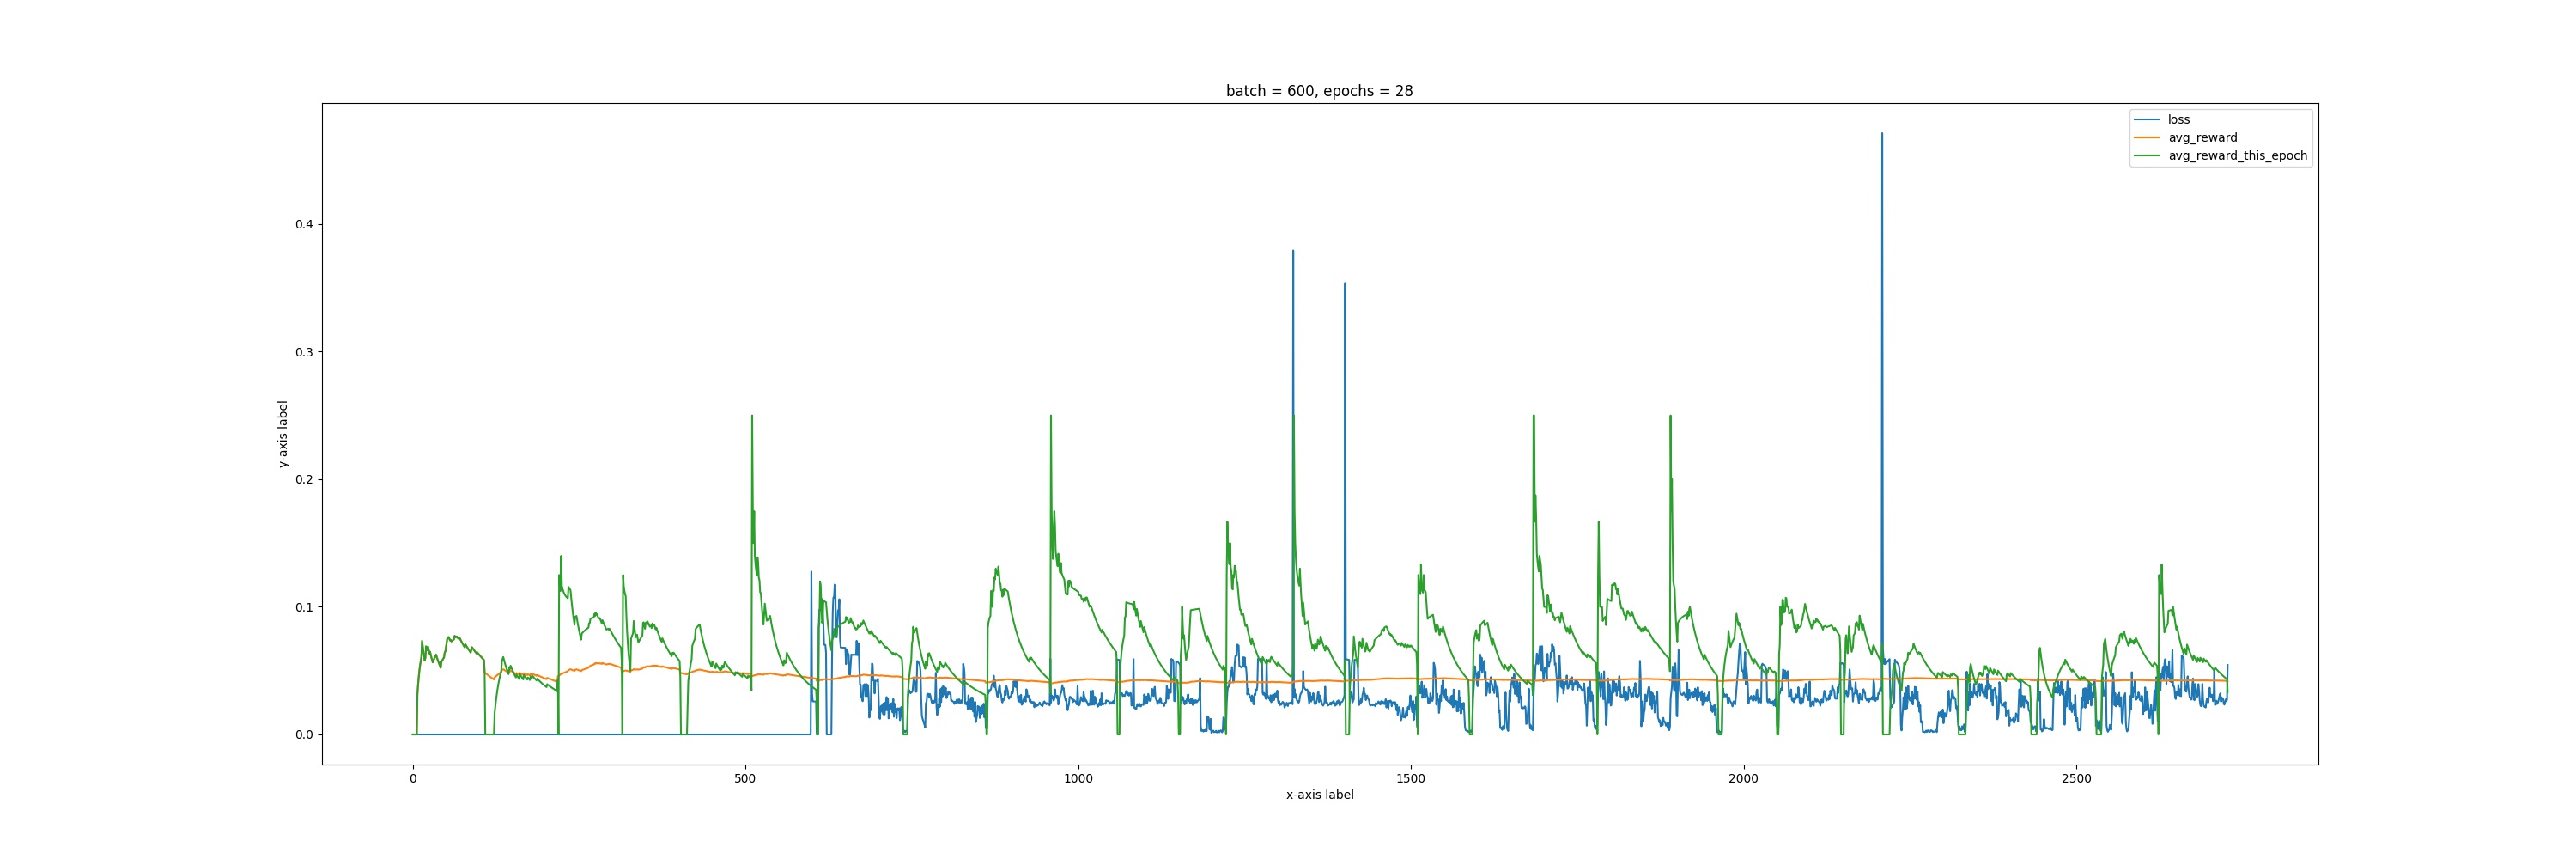 batch = 600, epochs = 28
loss
avg_reward
avg_reward_this_epoch
y-axis label
0.4
0.3
0.2
0.1
0.0
0
500
1000
1500
2000
2500
x-axis label